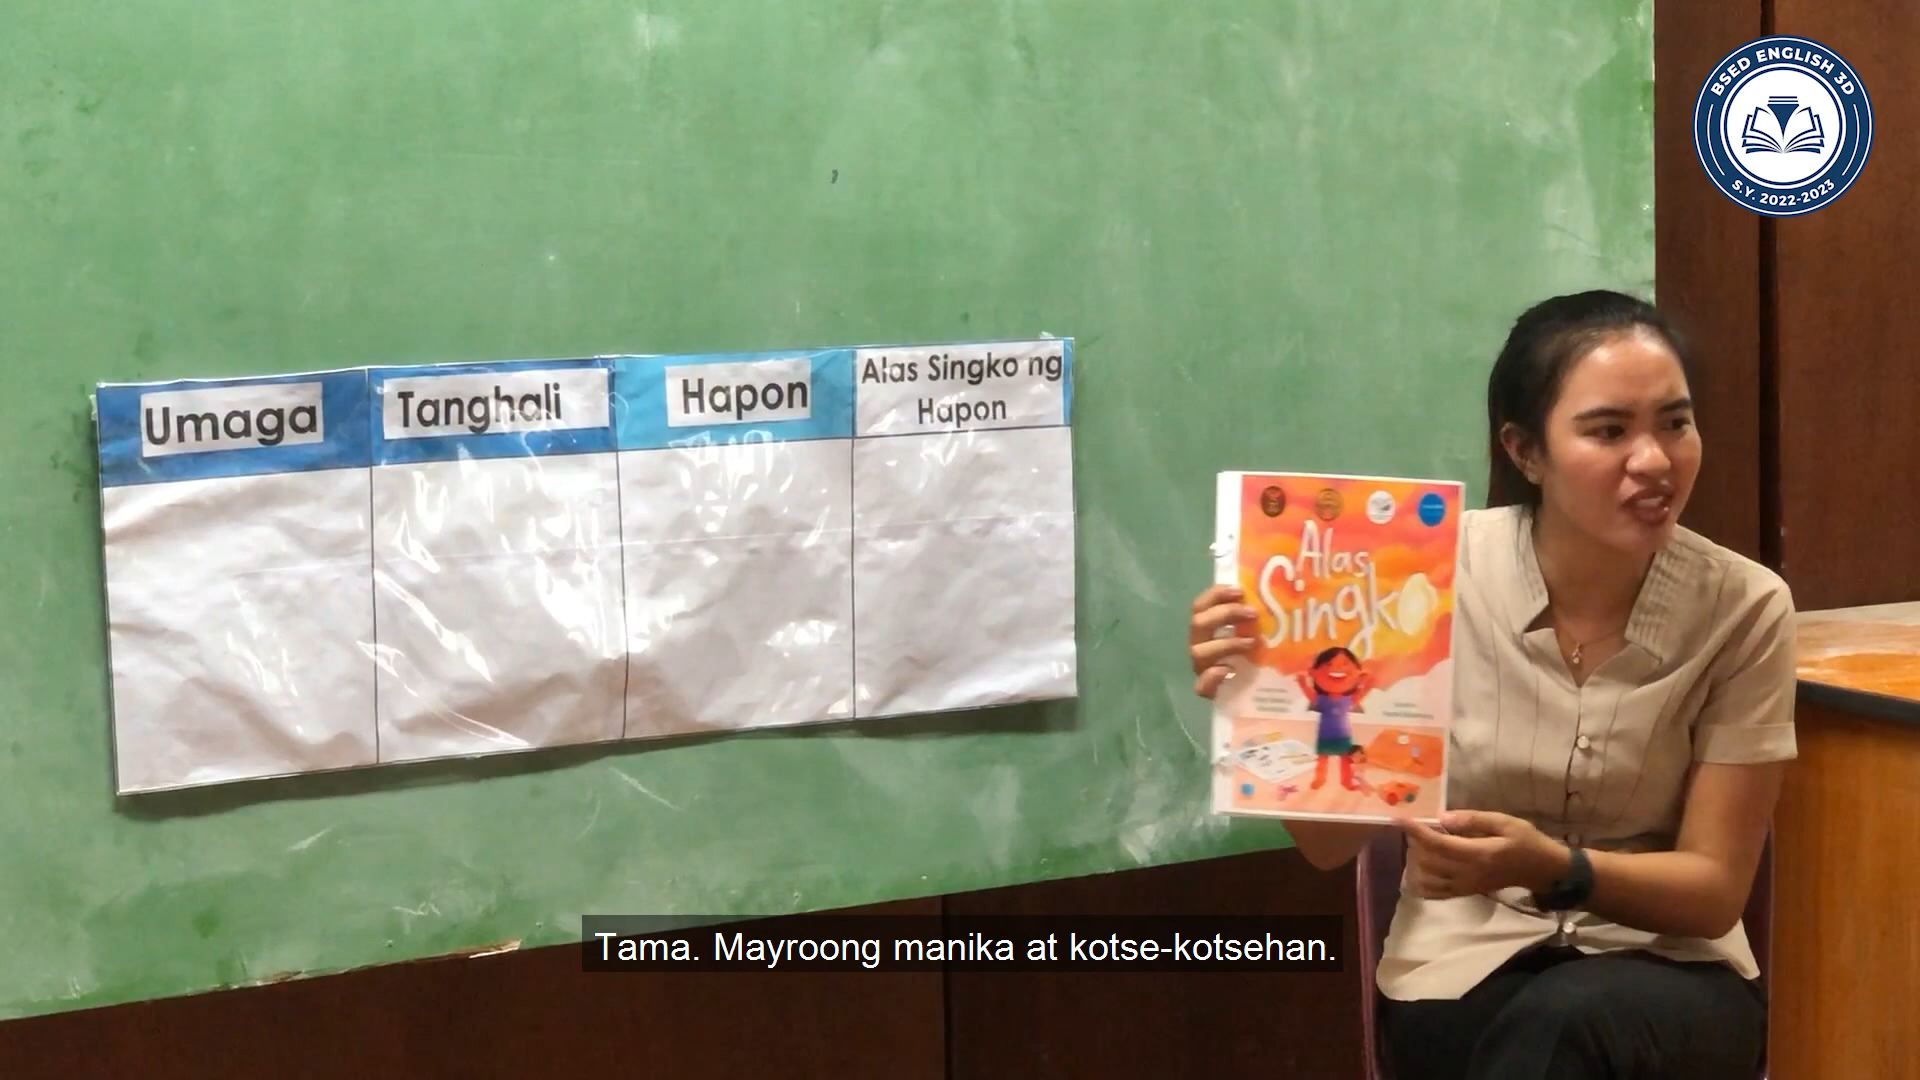 BSED ENGLISH 3D
S.Y. 2022-2023
Umaga
Tanghali
Hapon
Alas Singko ng
Hapon
Alas
Singko
Tama. Mayroong manika at kotse-kotsehan.